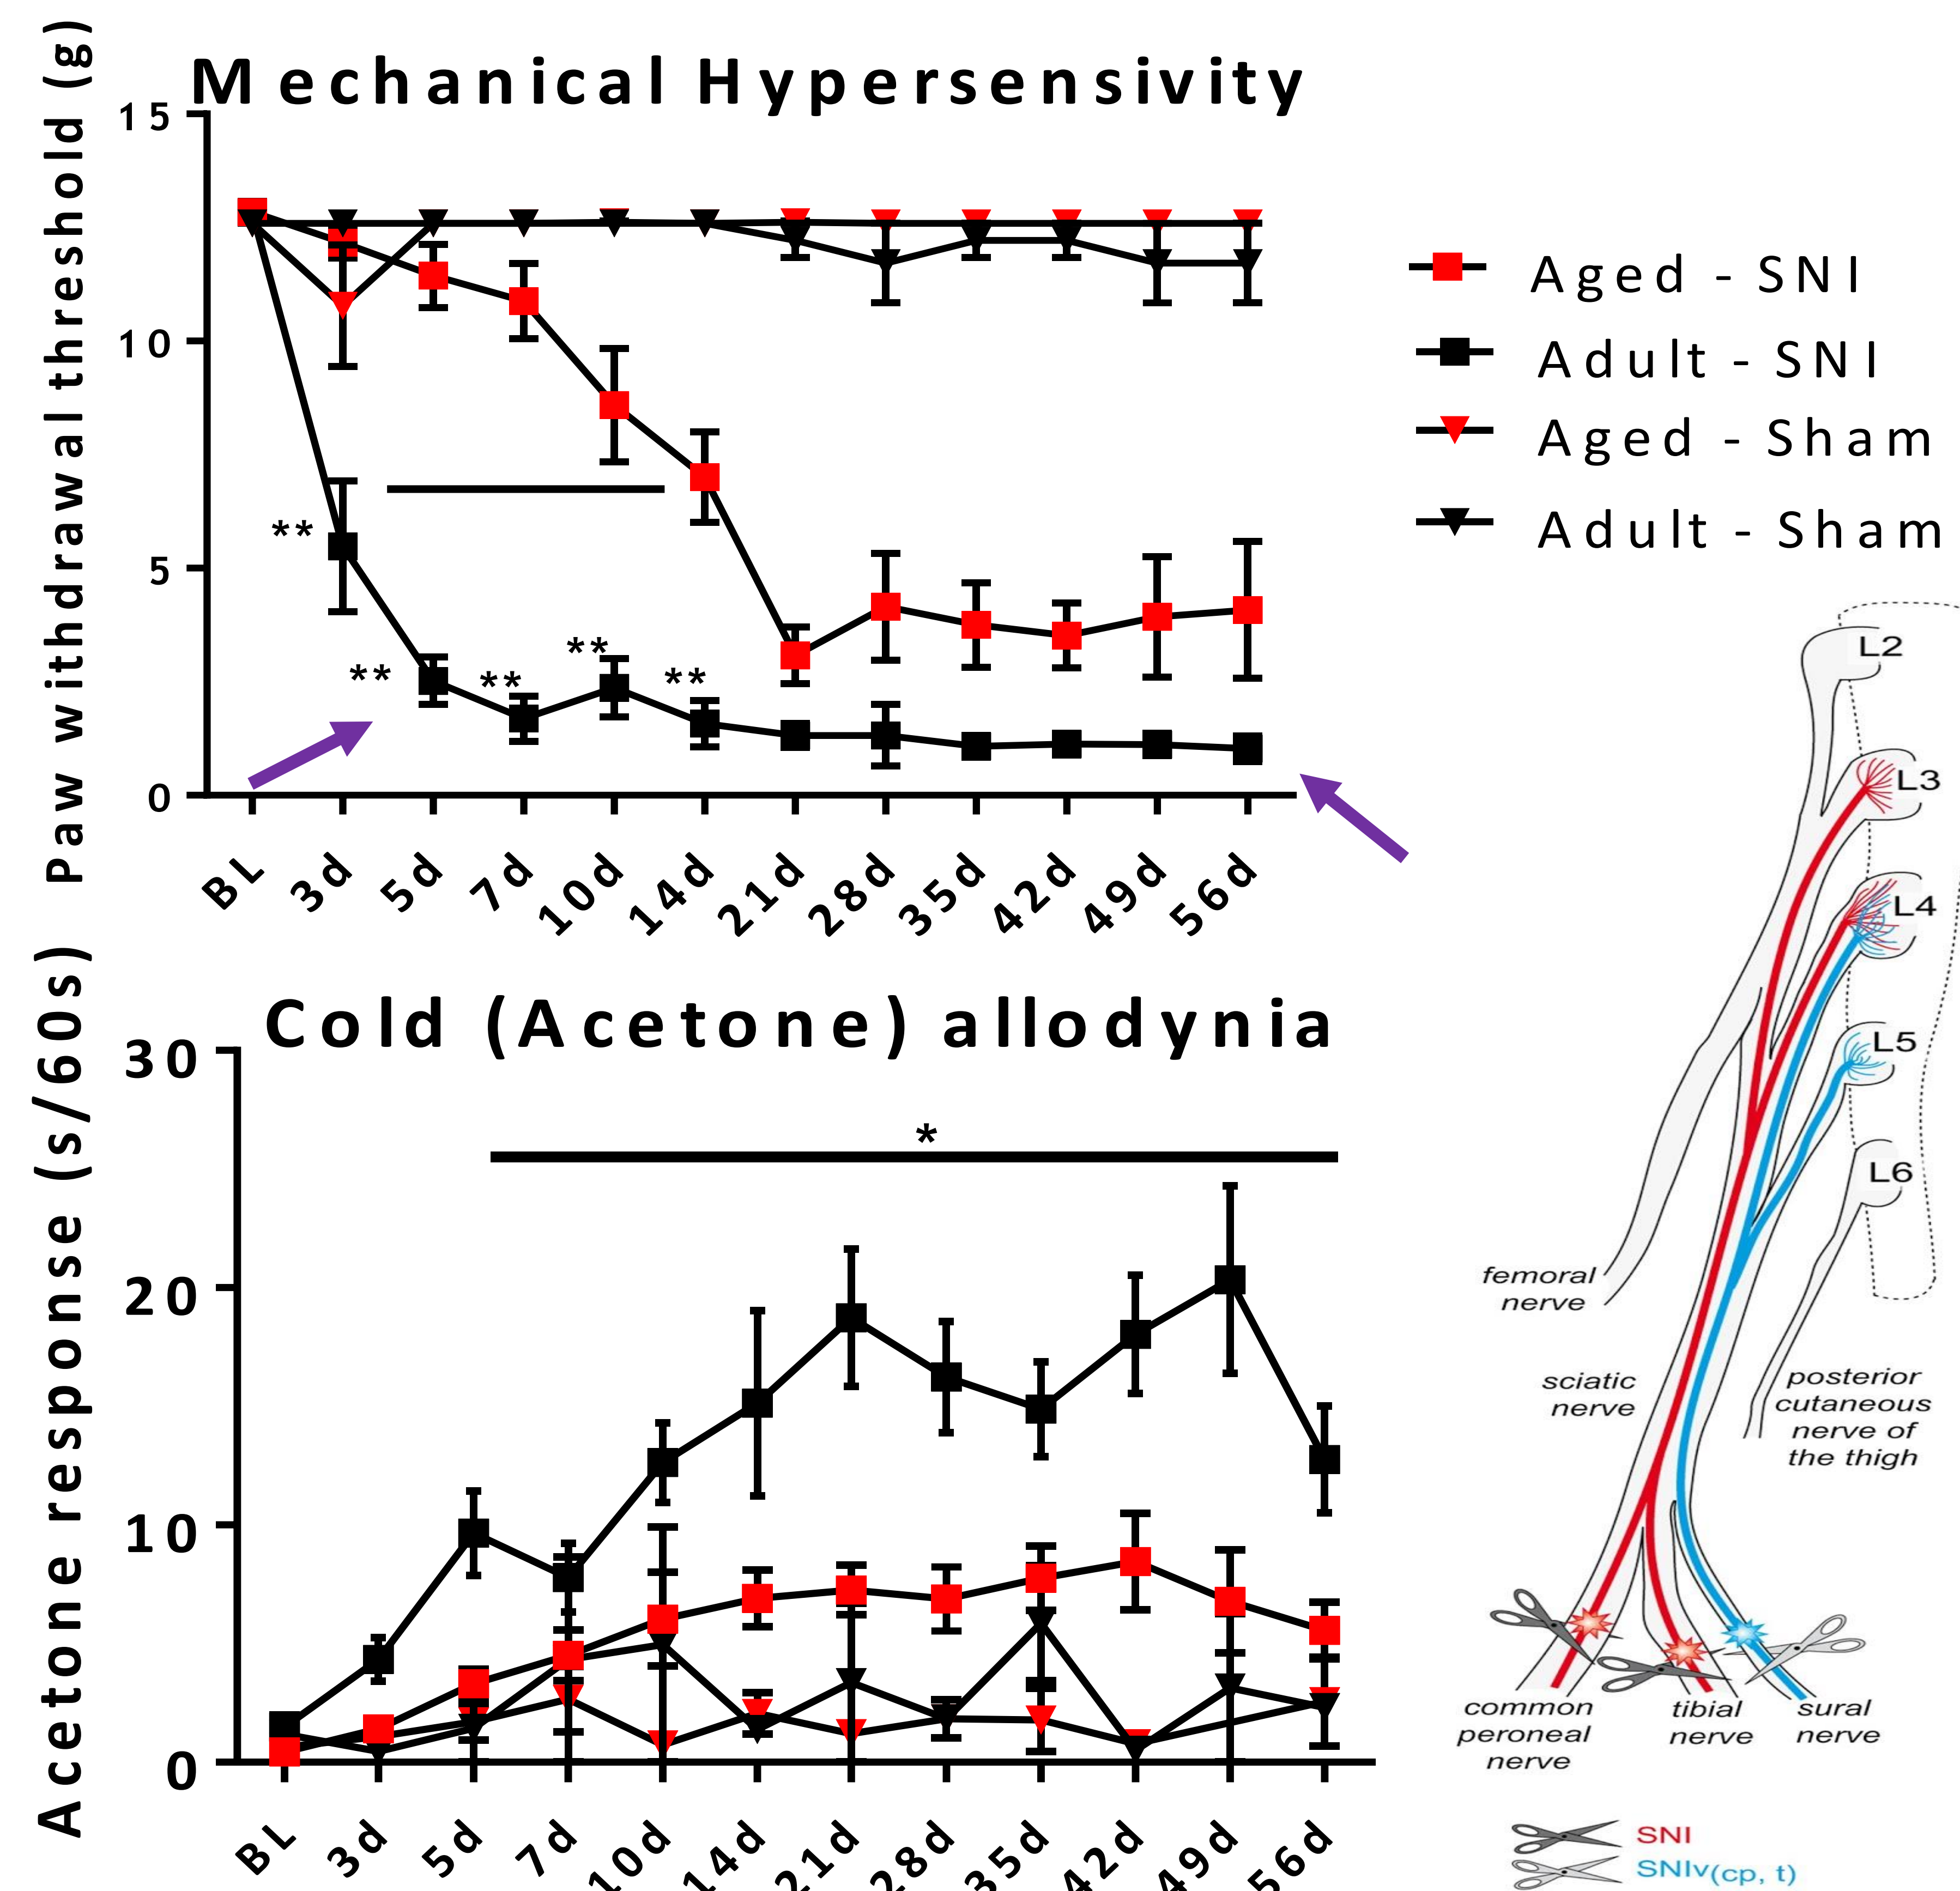 Mechanical Hypersensivity
Paw withdrawal threshold (g)
15
10
5
0
**
**
**
**
**
BL 3d 5d 7d 10d 14d 21d 28d 35d 42d 49d 56d
Aged - SNI
Adult - SNI
Aged - Sham
Adult - Sham
Cold (Acetone) allodynia
Acetone response (s/60s)
30
20
10
0
*
BL 3d 5d 7d 10d 14d 21d 28d 35d 42d 49d 56d
L2
L3
L4
L5
L6
femoral
nerve
sciatic
nerve
posterior
cutaneous
nerve of
the thigh
common
peroneal
nerve
tibial
nerve
sural
nerve
SNI
SNIv(cp, t)